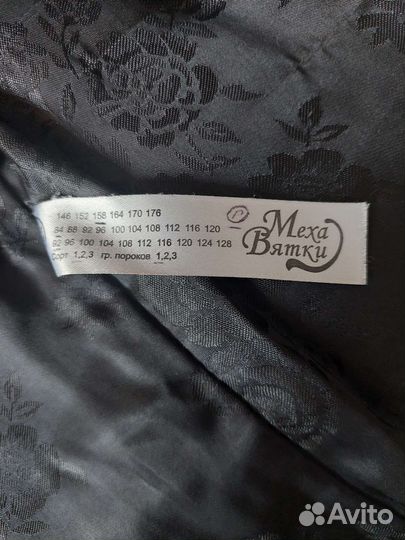 146 152 158 164 170 176
84 88 92 96 100 104 108 112 116 120
92 96 100 104 108 112 116 120 124 128
Сорт 1,2,3 гр. пороков 1,2,3
Меха
Вятки
Avito